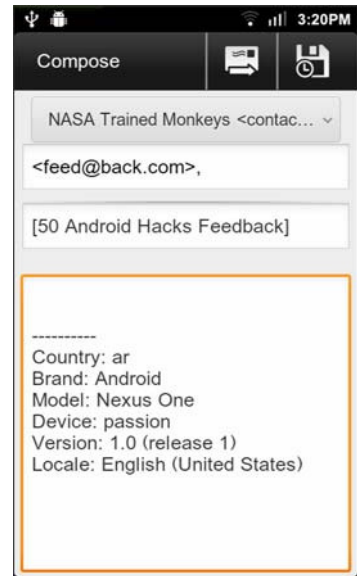 3:20PM
Compose
NASA Trained Monkeys <contac...
<feed@back.com>,
[50 Android Hacks Feedback]
----------
Country: ar
Brand: Android
Model: Nexus One
Device: passion
Version: 1.0 (release 1)
Locale: English (United States)